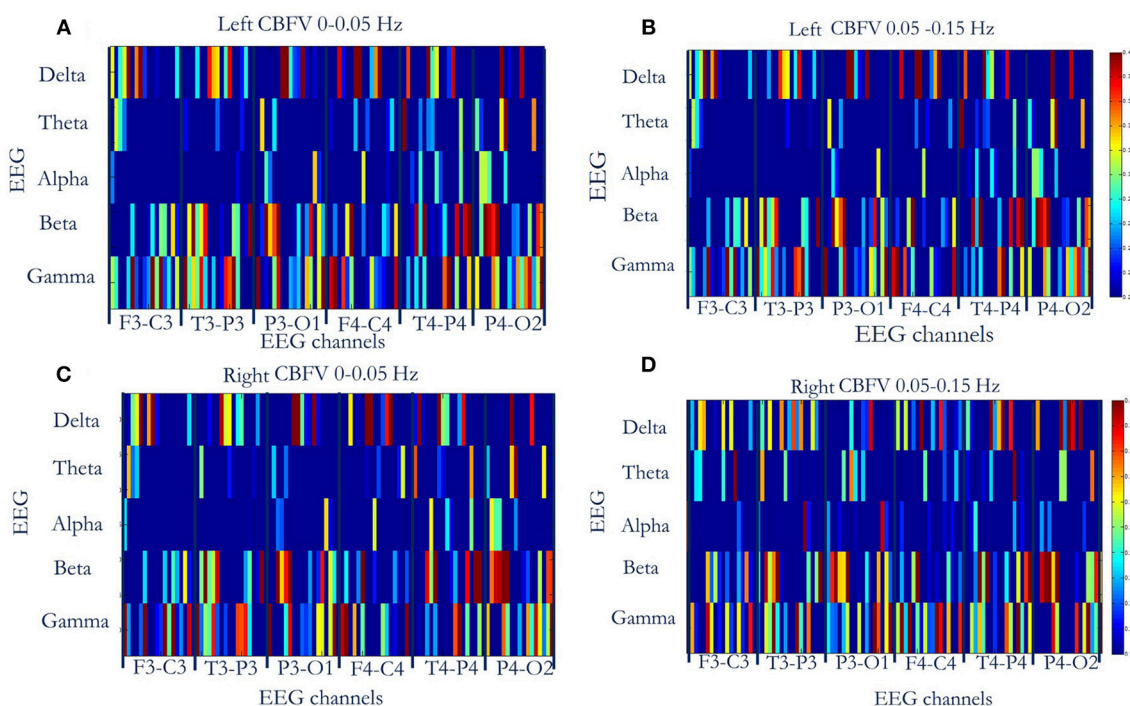 A
Left CBFV 0-0.05 Hz
EEG
Delta
Theta
Alpha
Beta
Gamma
F3-C3 T3-P3 P3-O1 F4-C4 T4-P4 P4-O2
EEG channels
B
Left CBFV 0.05 -0.15 Hz
EEG
Delta
Theta
Alpha
Beta
Gamma
F3-C3 T3-P3 P3-O1 F4-C4 T4-P4 P4-O2
EEG channels
C
Right CBFV 0-0.05 Hz
EEG
Delta
Theta
Alpha
Beta
Gamma
F3-C3 T3-P3 P3-O1 F4-C4 T4-P4 P4-O2
EEG channels
D
Right CBFV 0.05-0.15 Hz
EEG
Delta
Theta
Alpha
Beta
Gamma
F3-C3 T3-P3 P3-O1 F4-C4 T4-P4 P4-O2
EEG channels